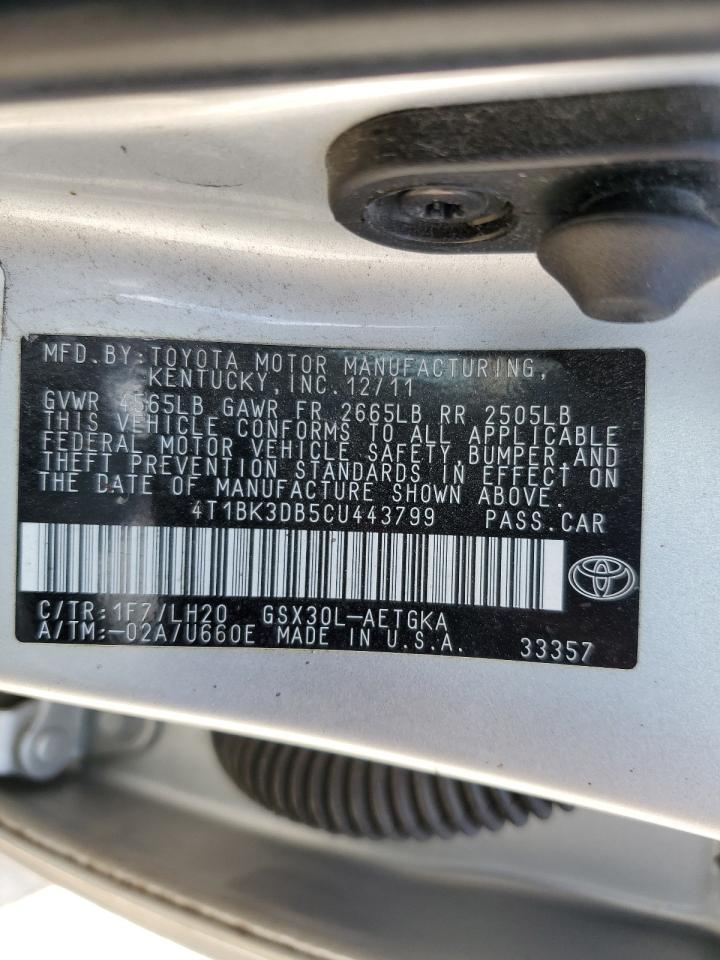 MFD.BY:TOYOTA MOTOR MANUFACTURING,
KENTUCKY,INC.12/11
GVWR 4565LB GAWR FR 2665LB RR 2505LB
THIS VEHICLE CONFORMS TO ALL APPLICABLE
FEDERAL MOTOR VEHICLE SAFETY,BUMPER AND
THEFT PREVENTION STANDARDS IN EFFECT ON
THE DATE OF MANUFACTURE SHOWN ABOVE.
4T1BK3DB5CU443799 PASS.CAR
C/TR:1F7/LH20 GSX30L-AETGKA
A/TM:-02A/U660E MADE IN U.S.A. 33357